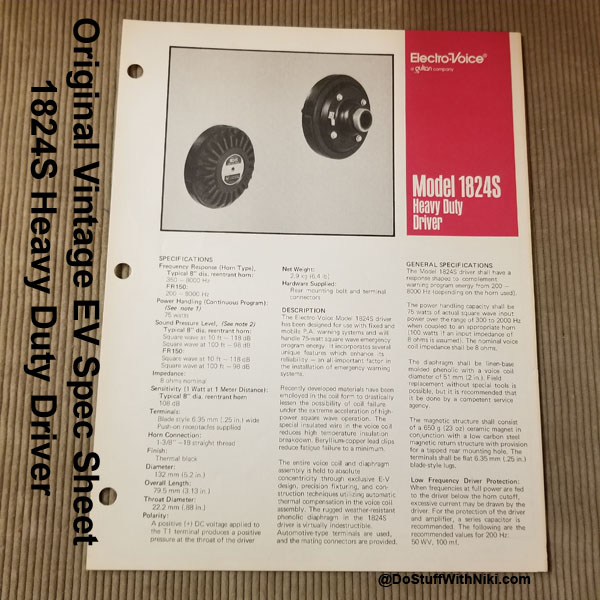 Original Vintage EV Spec Sheet
1824S Heavy Duty Driver
Electro-Voice®
a gulton company
Model 1824S
Heavy Duty
Driver
SPECIFICATIONS
Frequency Response (Horn Type),
Typical 8" dia. reentrant horn:
350 – 8000 Hz
FR150:
200 – 8000 Hz
Power Handling (Continuous Program):
(See note 1)
75 watts
Sound Pressure Level, (See note 2)
Typical 8" dia. reentrant horn:
Square wave at 10 ft – 118 dB
Square wave at 100 ft – 98 dB
FR150:
Square wave at 10 ft – 118 dB
Square wave at 100 ft – 98 dB
Impedance:
8 ohms nominal
Sensitivity (1 Watt at 1 Meter Distance):
Typical 8" dia. reentrant horn
108 dB
Terminals:
Blade style 6.35 mm (.25 in.) wide
Push-on receptacles supplied
Horn Connection:
1-3/8" –18 straight thread
Finish:
Thermal black
Diameter:
132 mm (5.2 in.)
Overall Length:
79.5 mm (3.13 in.)
Throat Diameter:
22.2 mm (.88 in.)
Polarity:
A positive (+) DC voltage applied to
the T1 terminal produces a positive
pressure at the throat of the driver
Net Weight:
2.9 kg (6.4 lb)
Hardware Supplied:
Rear mounting bolt and terminal
connectors
DESCRIPTION
The Electro Voice Model 1824S driver
has been designed for use with fixed and
mobile P.A. warning systems and will
handle 75-watt square wave emergency
program energy. It incorporates several
unique features which enhance its
reliability – an all important factor in
the installation of emergency warning
systems.
Recently developed materials have been
employed in the coil form to drastically
lessen the possibility of coil failure
under the extreme acceleration of high-
power square wave operation. The
special insulated wire in the voice coil
reduces high temperature insulation
breakdown. Beryllium-copper lead clips
reduce fatigue failure to a minimum.
The entire voice coil and diaphragm
assembly is held to absolute
concentricity through exclusive E-V
design, precision fixturing, and con-
struction techniques utilizing automatic
thermal compensation in the voice coil
assembly. The rugged weather-resistant
phenolic diaphragm in the 1824S
driver is virtually indestructible.
Automotive-type terminals are used,
and the mating connectors are provided.
GENERAL SPECIFICATIONS
The Model 1824S driver shall have a
response shaped to complement
warning program energy from 200 –
8000 Hz (depending on the horn used).
The power handling capacity shall be
75 watts of actual square wave input
power over the range of 300 to 2000 Hz
when coupled to an appropriate horn
(100 watts if an input impedance of
8 ohms is assumed). The nominal voice
coil impedance shall be 8 ohms.
The diaphragm shall be linen-base
molded phenolic with a voice coil
diameter of 51 mm (2 in.). Field
replacement without special tools is
possible, but it is recommended that it
be done by a competent service
agency.
The magnetic structure shall consist
of a 650 g (23 oz) ceramic magnet in
conjunction with a low carbon steel
magnetic return structure with provision
for a tapped rear mounting hole. The
terminals shall be flat 6.35 mm (.25 in.)
blade-style lugs.
Low Frequency Driver Protection:
When frequencies at full power are fed
to the driver below the horn cutoff,
excessive current may be drawn by the
driver. For the protection of the driver
and amplifier, a series capacitor is
recommended. The following are the
recommended values for 200 Hz:
50 WV, 100 mf.
@DoStuffWithNiki.com